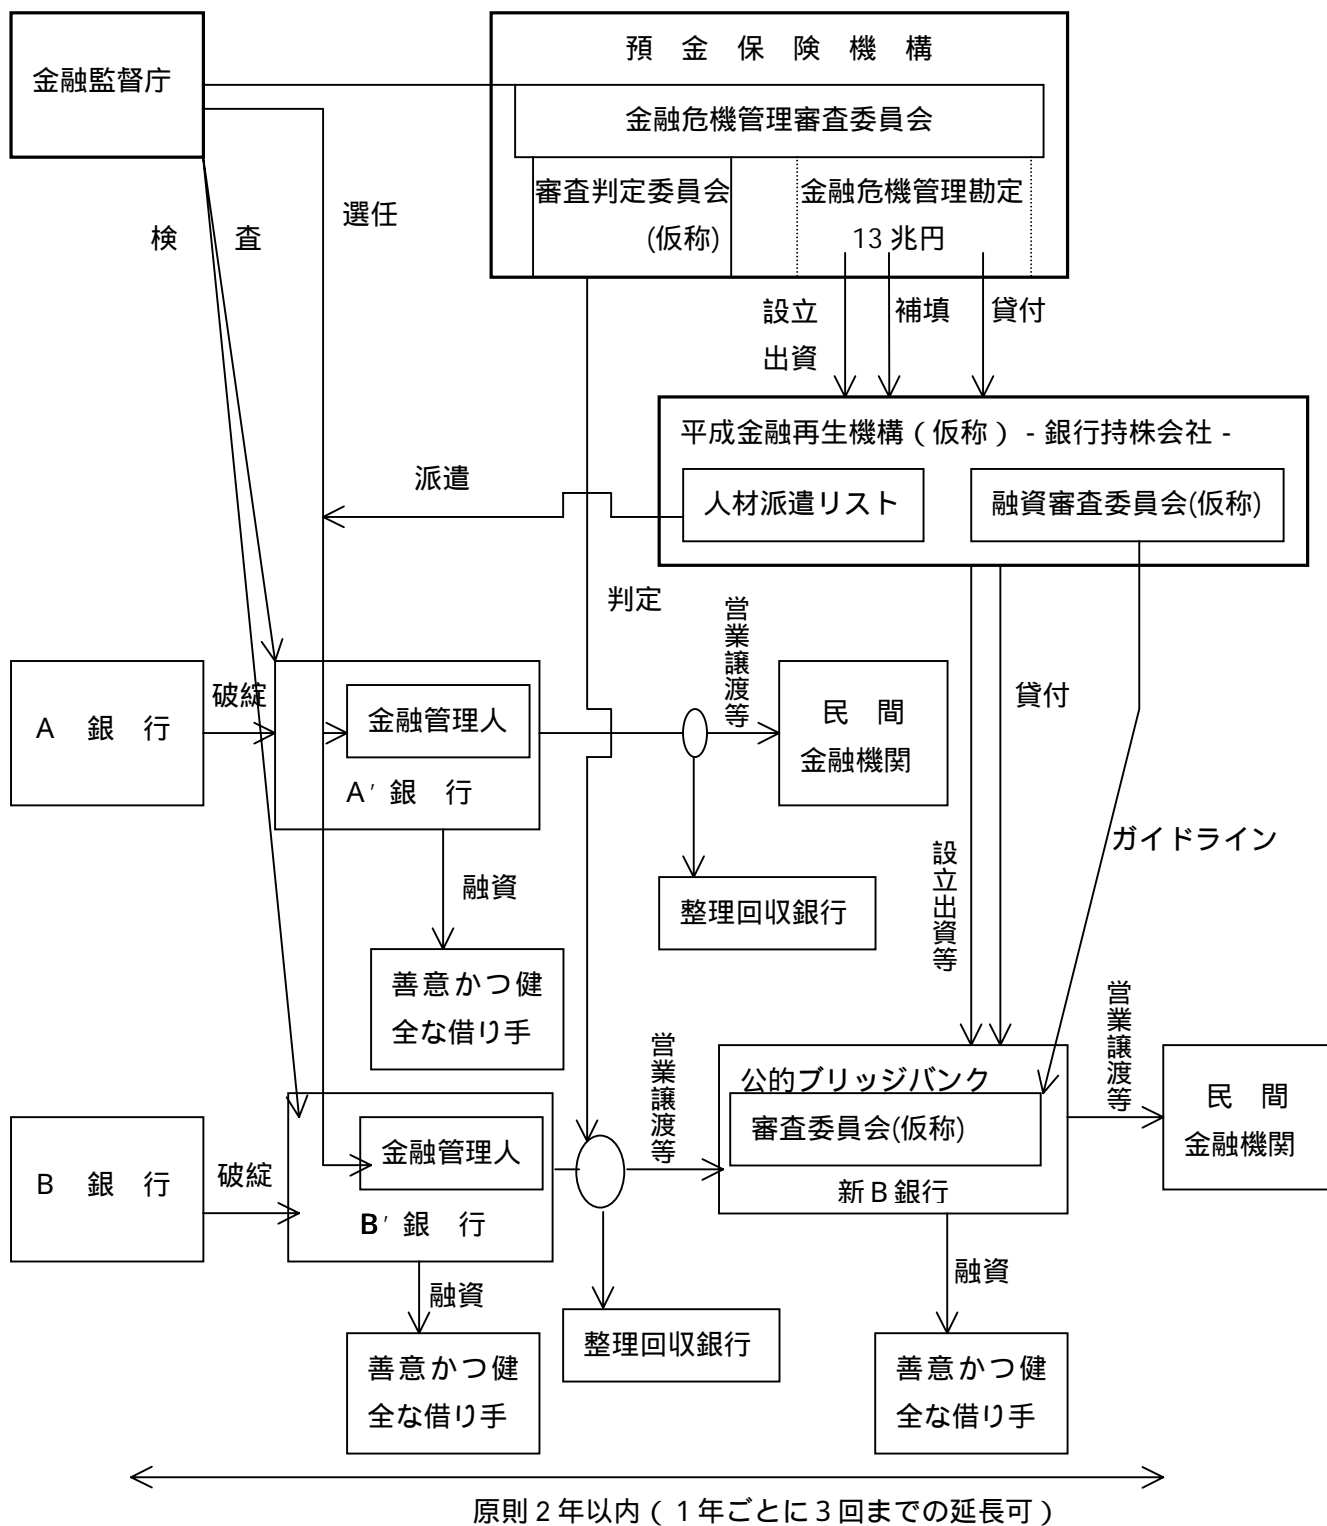 預金保険機構
金融監督庁
金融危機管理審査委員会
審査判定委員会
(仮称)
金融危機管理勘定
13兆円
検査
選任
設立
出資
補填
貸付
平成金融再生機構(仮称)-銀行持株会社-
人材派遣リスト
融資審査委員会(仮称)
派遣
判定
営業譲渡等
貸付
A 銀 行
破綻
金融管理人
A′銀 行
民 間
金融機関
ガイドライン
設立出資等
融資
整理回収銀行
善意かつ健
全な借り手
営業譲渡等
営業譲渡等
公的ブリッジバンク
審査委員会(仮称)
新B銀行
民 間
金融機関
B 銀 行
破綻
金融管理人
B′銀 行
融資
融資
整理回収銀行
善意かつ健
全な借り手
善意かつ健
全な借り手
原則2年以内(1年ごとに3回までの延長可)